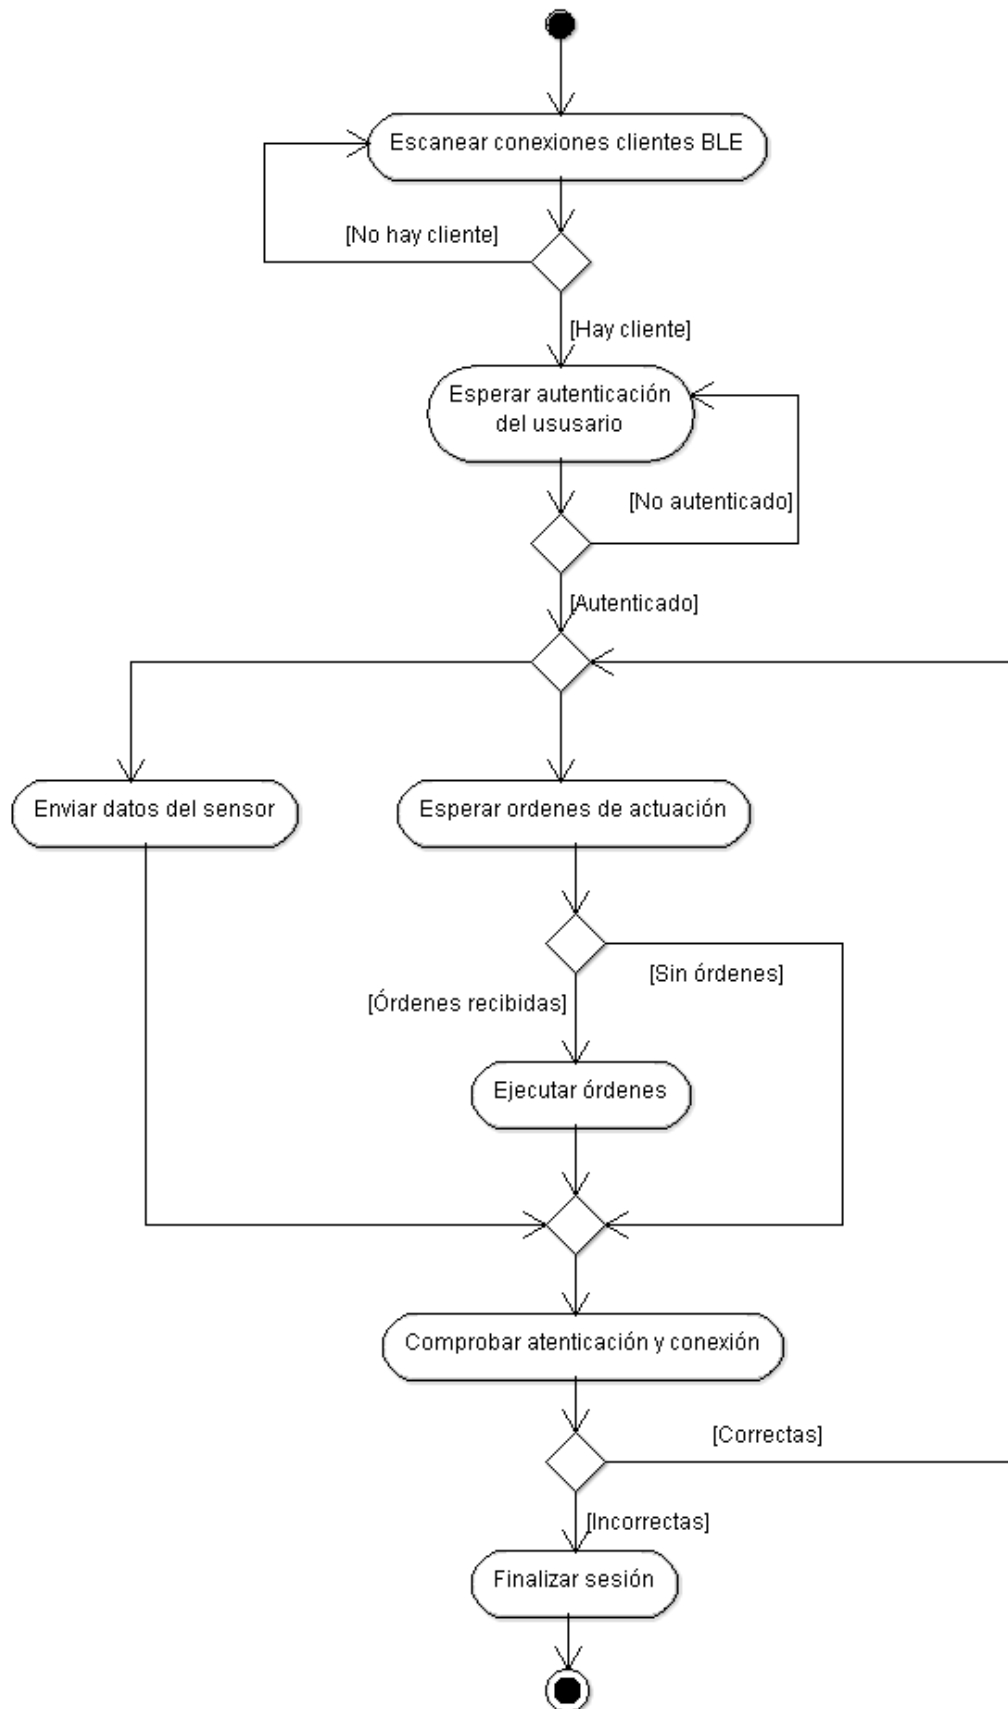 Escanear conexiones clientes BLE
[No hay cliente]
[Hay cliente]
Esperar autenticación
del ususario
[No autenticado]
[Autenticado]
Enviar datos del sensor
Esperar ordenes de actuación
[Sin órdenes]
[Órdenes recibidas]
Ejecutar órdenes
Comprobar atenticación y conexión
[Correctas]
[Incorrectas]
Finalizar sesión